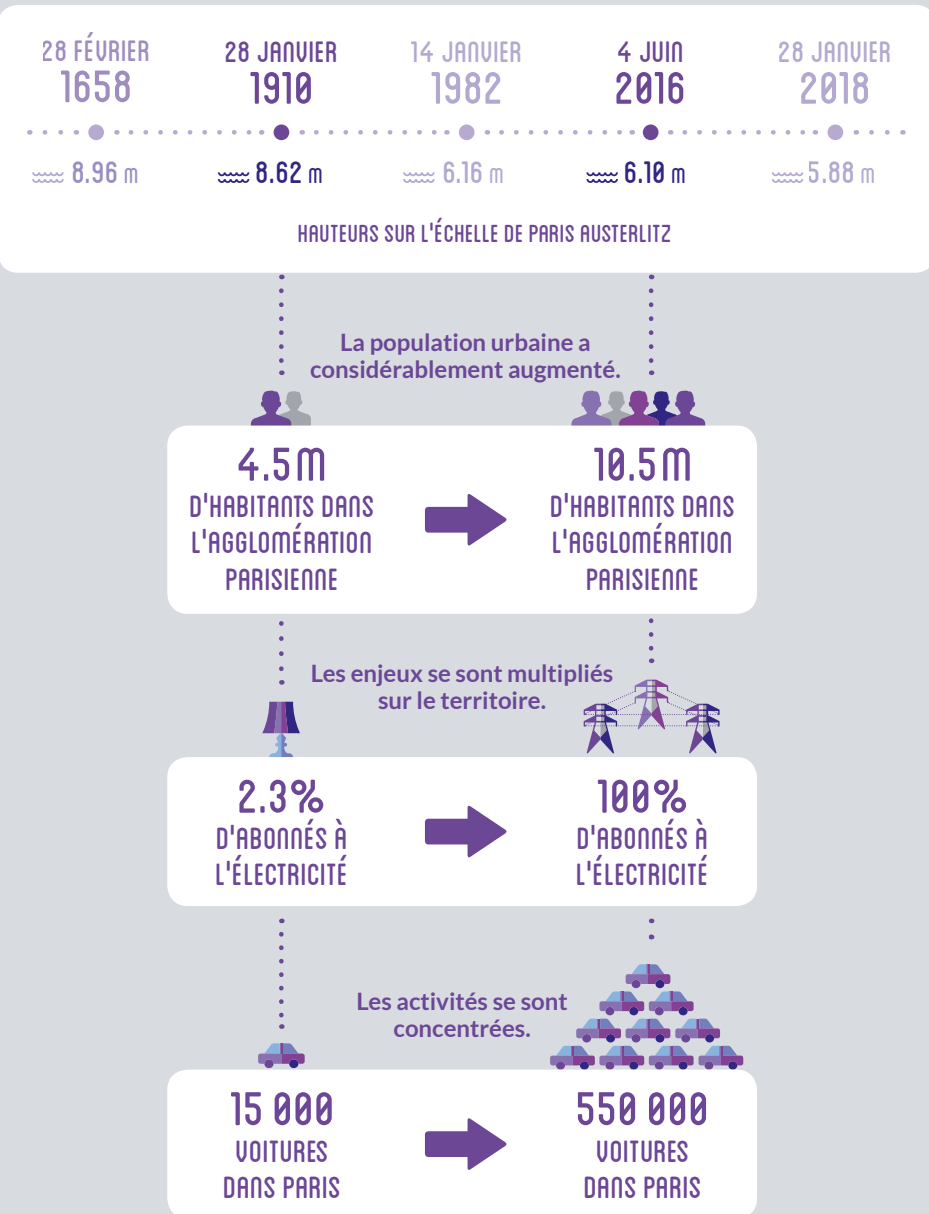 28 FÉVRIER
1658
28 JANVIER
1910
14 JANVIER
1982
4 JUIN
2016
28 JANVIER
2018
8.96 m
8.62 m
6.16 m
6.10 m
5.88 m
HAUTEURS SUR L'ÉCHELLE DE PARIS AUSTERLITZ
La population urbaine a
considérablement augmenté.
4.5M
D'HABITANTS DANS
L'AGGLOMÉRATION
PARISIENNE
10.5M
D'HABITANTS DANS
L'AGGLOMÉRATION
PARISIENNE
Les enjeux se sont multipliés
sur le territoire.
2.3%
D'ABONNÉS À
L'ÉLECTRICITÉ
100%
D'ABONNÉS À
L'ÉLECTRICITÉ
Les activités se sont
concentrées.
15 000
VOITURES
DANS PARIS
550 000
VOITURES
DANS PARIS